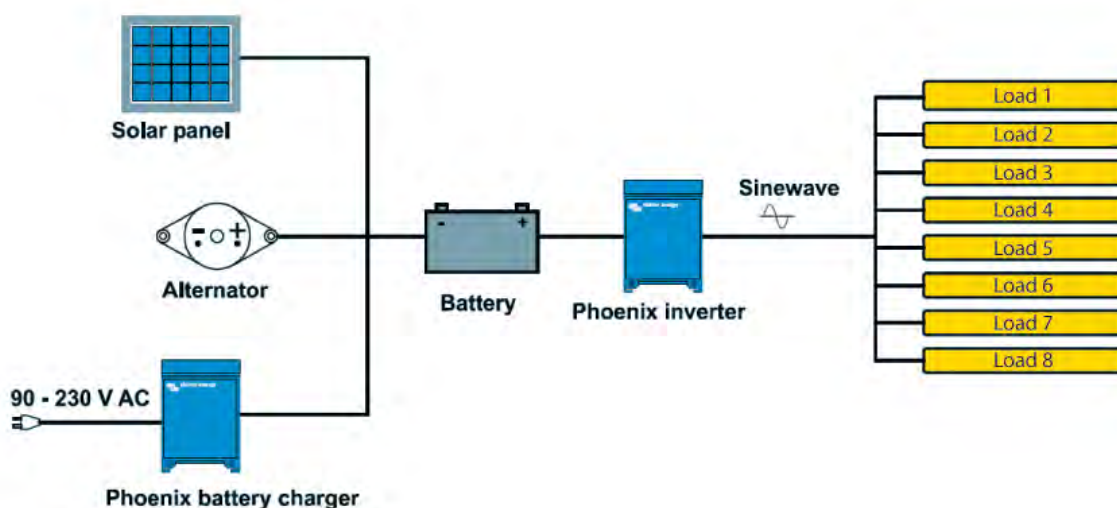 Solar panel
Alternator
90 - 230 V AC
Phoenix battery charger
- +
- +
Battery
Phoenix inverter
Sinewave
Load 1
Load 2
Load 3
Load 4
Load 5
Load 6
Load 7
Load 8